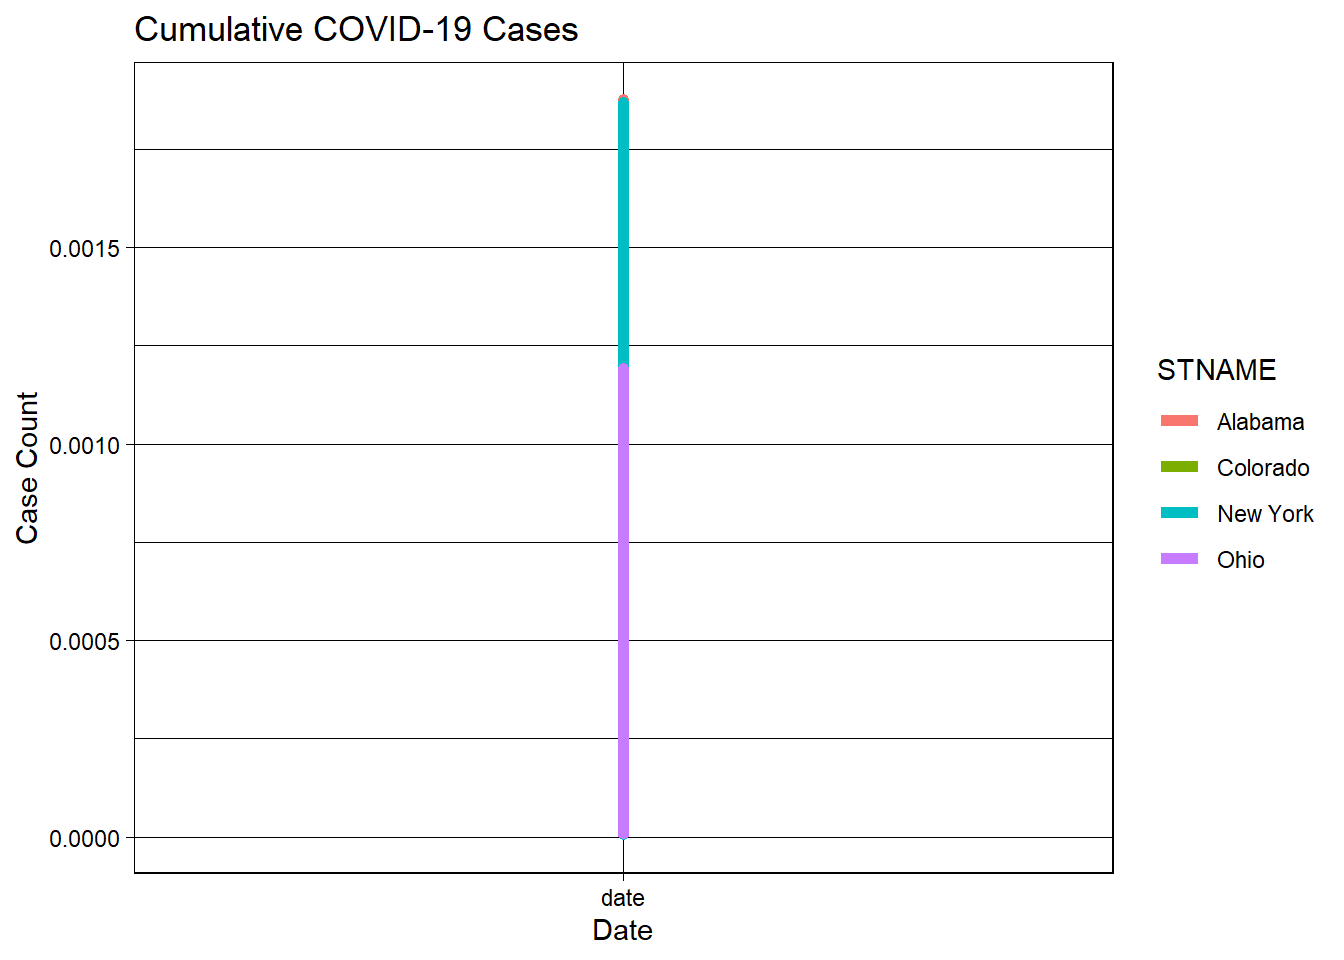 Cumulative COVID-19 Cases
Case Count
0.0015
0.0010
0.0005
0.0000
date
Date
STNAME
Alabama
Colorado
New York
Ohio